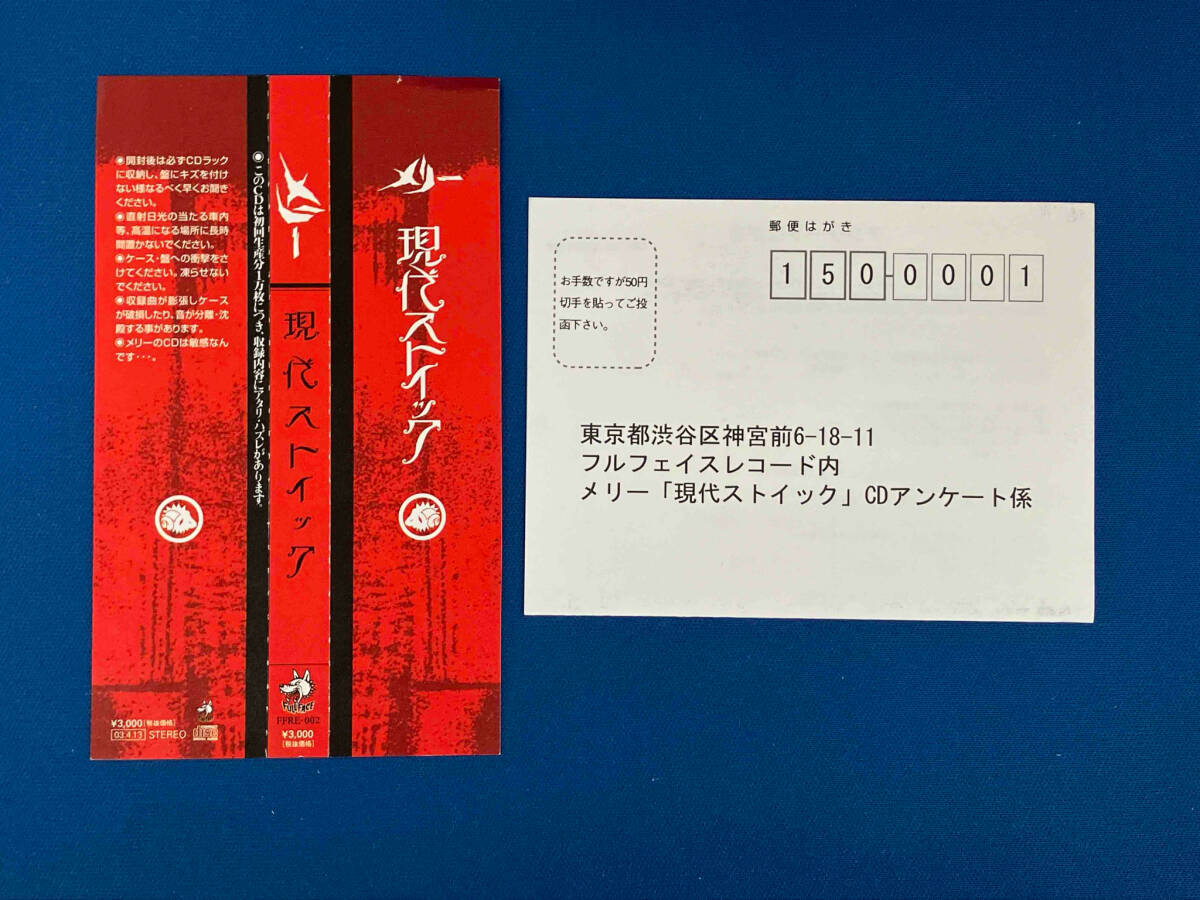 ◉開封後は必ずCDラック
に収納し、盤にキズを付け
ない様なるべく早くお聞き
ください。
◉直射日光の当たる車内
等、高温になる場所に長時
間置かないでください。
◉ケース・盤への衝撃をさ
けてください。凍らせない
でください。
◉収録曲が膨張しケース
が破損したり、音が分離・沈
殿する事があります。
◉メリーのCDは敏感なん
です・・・。
¥3,000[税抜価格]
03.4.13 STEREO
disc
◉このCDは初回生産分1万枚につき、収録内容にアタリ・ハズレがあります。
メリー
現代ストイック
FULLFACE
FFRE-002
¥3,000
[税抜価格]
メリー
現代ストイック
郵便はがき
150-0001
お手数ですが50円
切手を貼ってご投
函下さい。
東京都渋谷区神宮前6-18-11
フルフェイスレコード内
メリー「現代ストイック」CDアンケート係